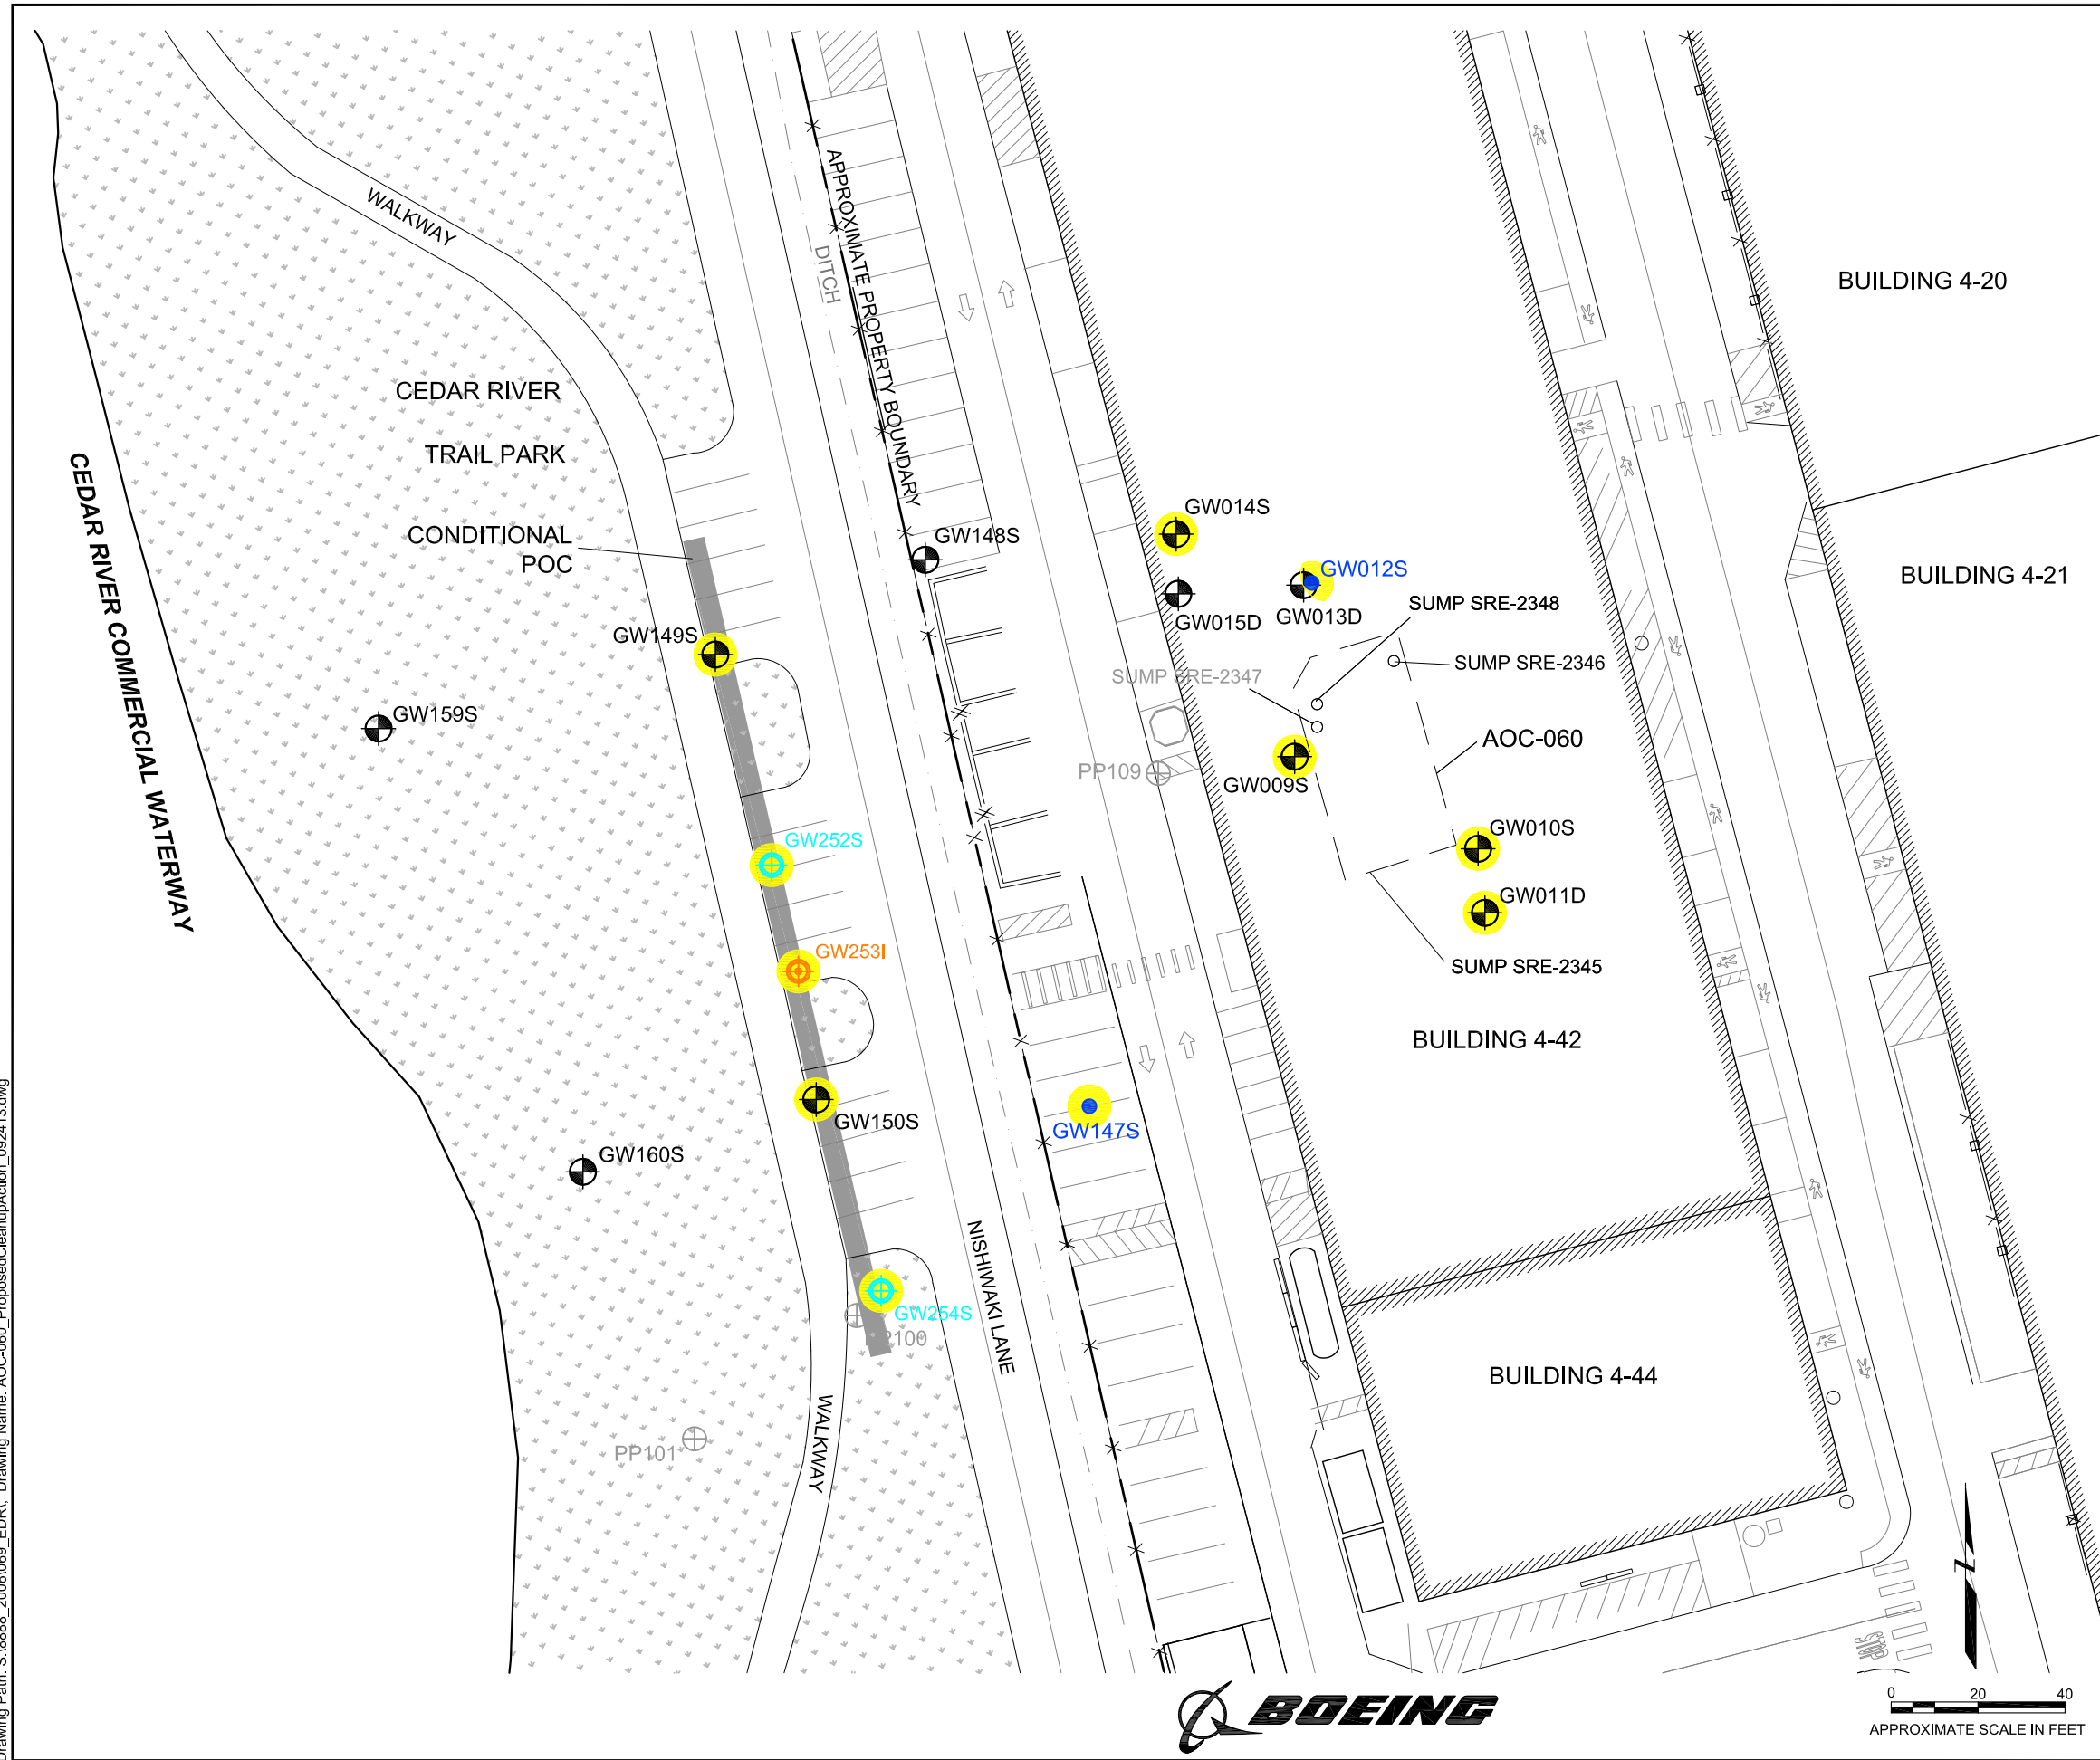 WALKWAY
APPROXIMATE PROPERTY BOUNDARY
DITCH
BUILDING 4-20
CEDAR RIVER
TRAIL PARK
CONDITIONAL
POC
CEDAR RIVER COMMERCIAL WATERWAY
GW014S
GW148S
GW012S
BUILDING 4-21
GW015D
GW013D
SUMP SRE-2348
GW149S
SUMP SRE-2346
SUMP SRE-2347
GW159S
AOC-060
PP109
GW009S
GW252S
GW010S
GW011D
GW253I
SUMP SRE-2345
BUILDING 4-42
GW150S
GW147S
GW160S
NISHIWAKI LANE
GW254S
PP100
BUILDING 4-44
WALKWAY
PP101
N
STOP
BOEING
0 20 40
APPROXIMATE SCALE IN FEET